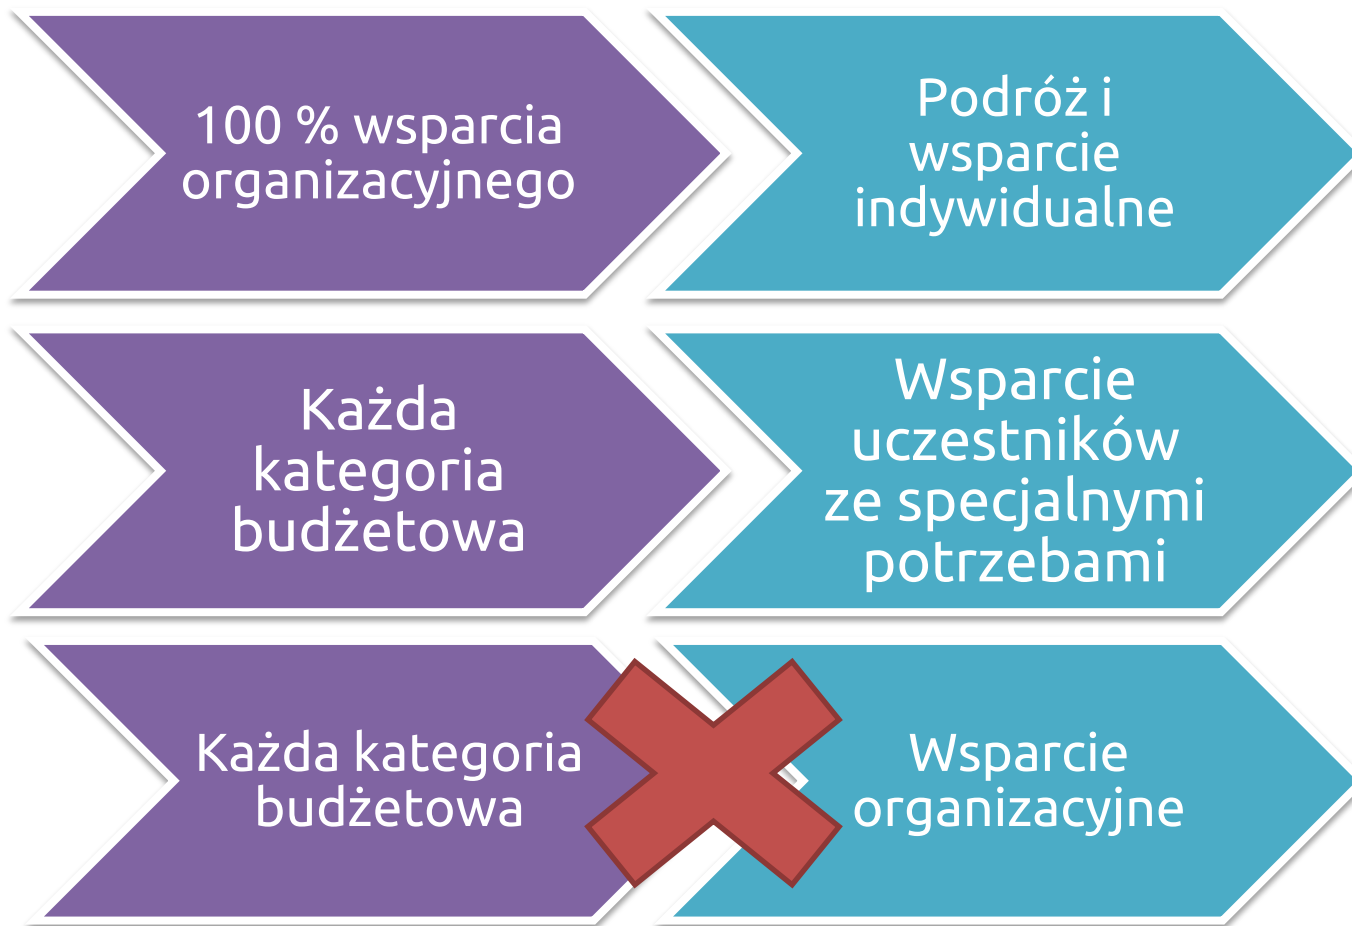 100 % wsparcia
organizacyjnego
Podróż i
wsparcie
indywidualne
Każda
kategoria
budżetowa
Wsparcie
uczestników
ze specjalnymi
potrzebami
Każda kategoria
budżetowa
Wsparcie
organizacyjne